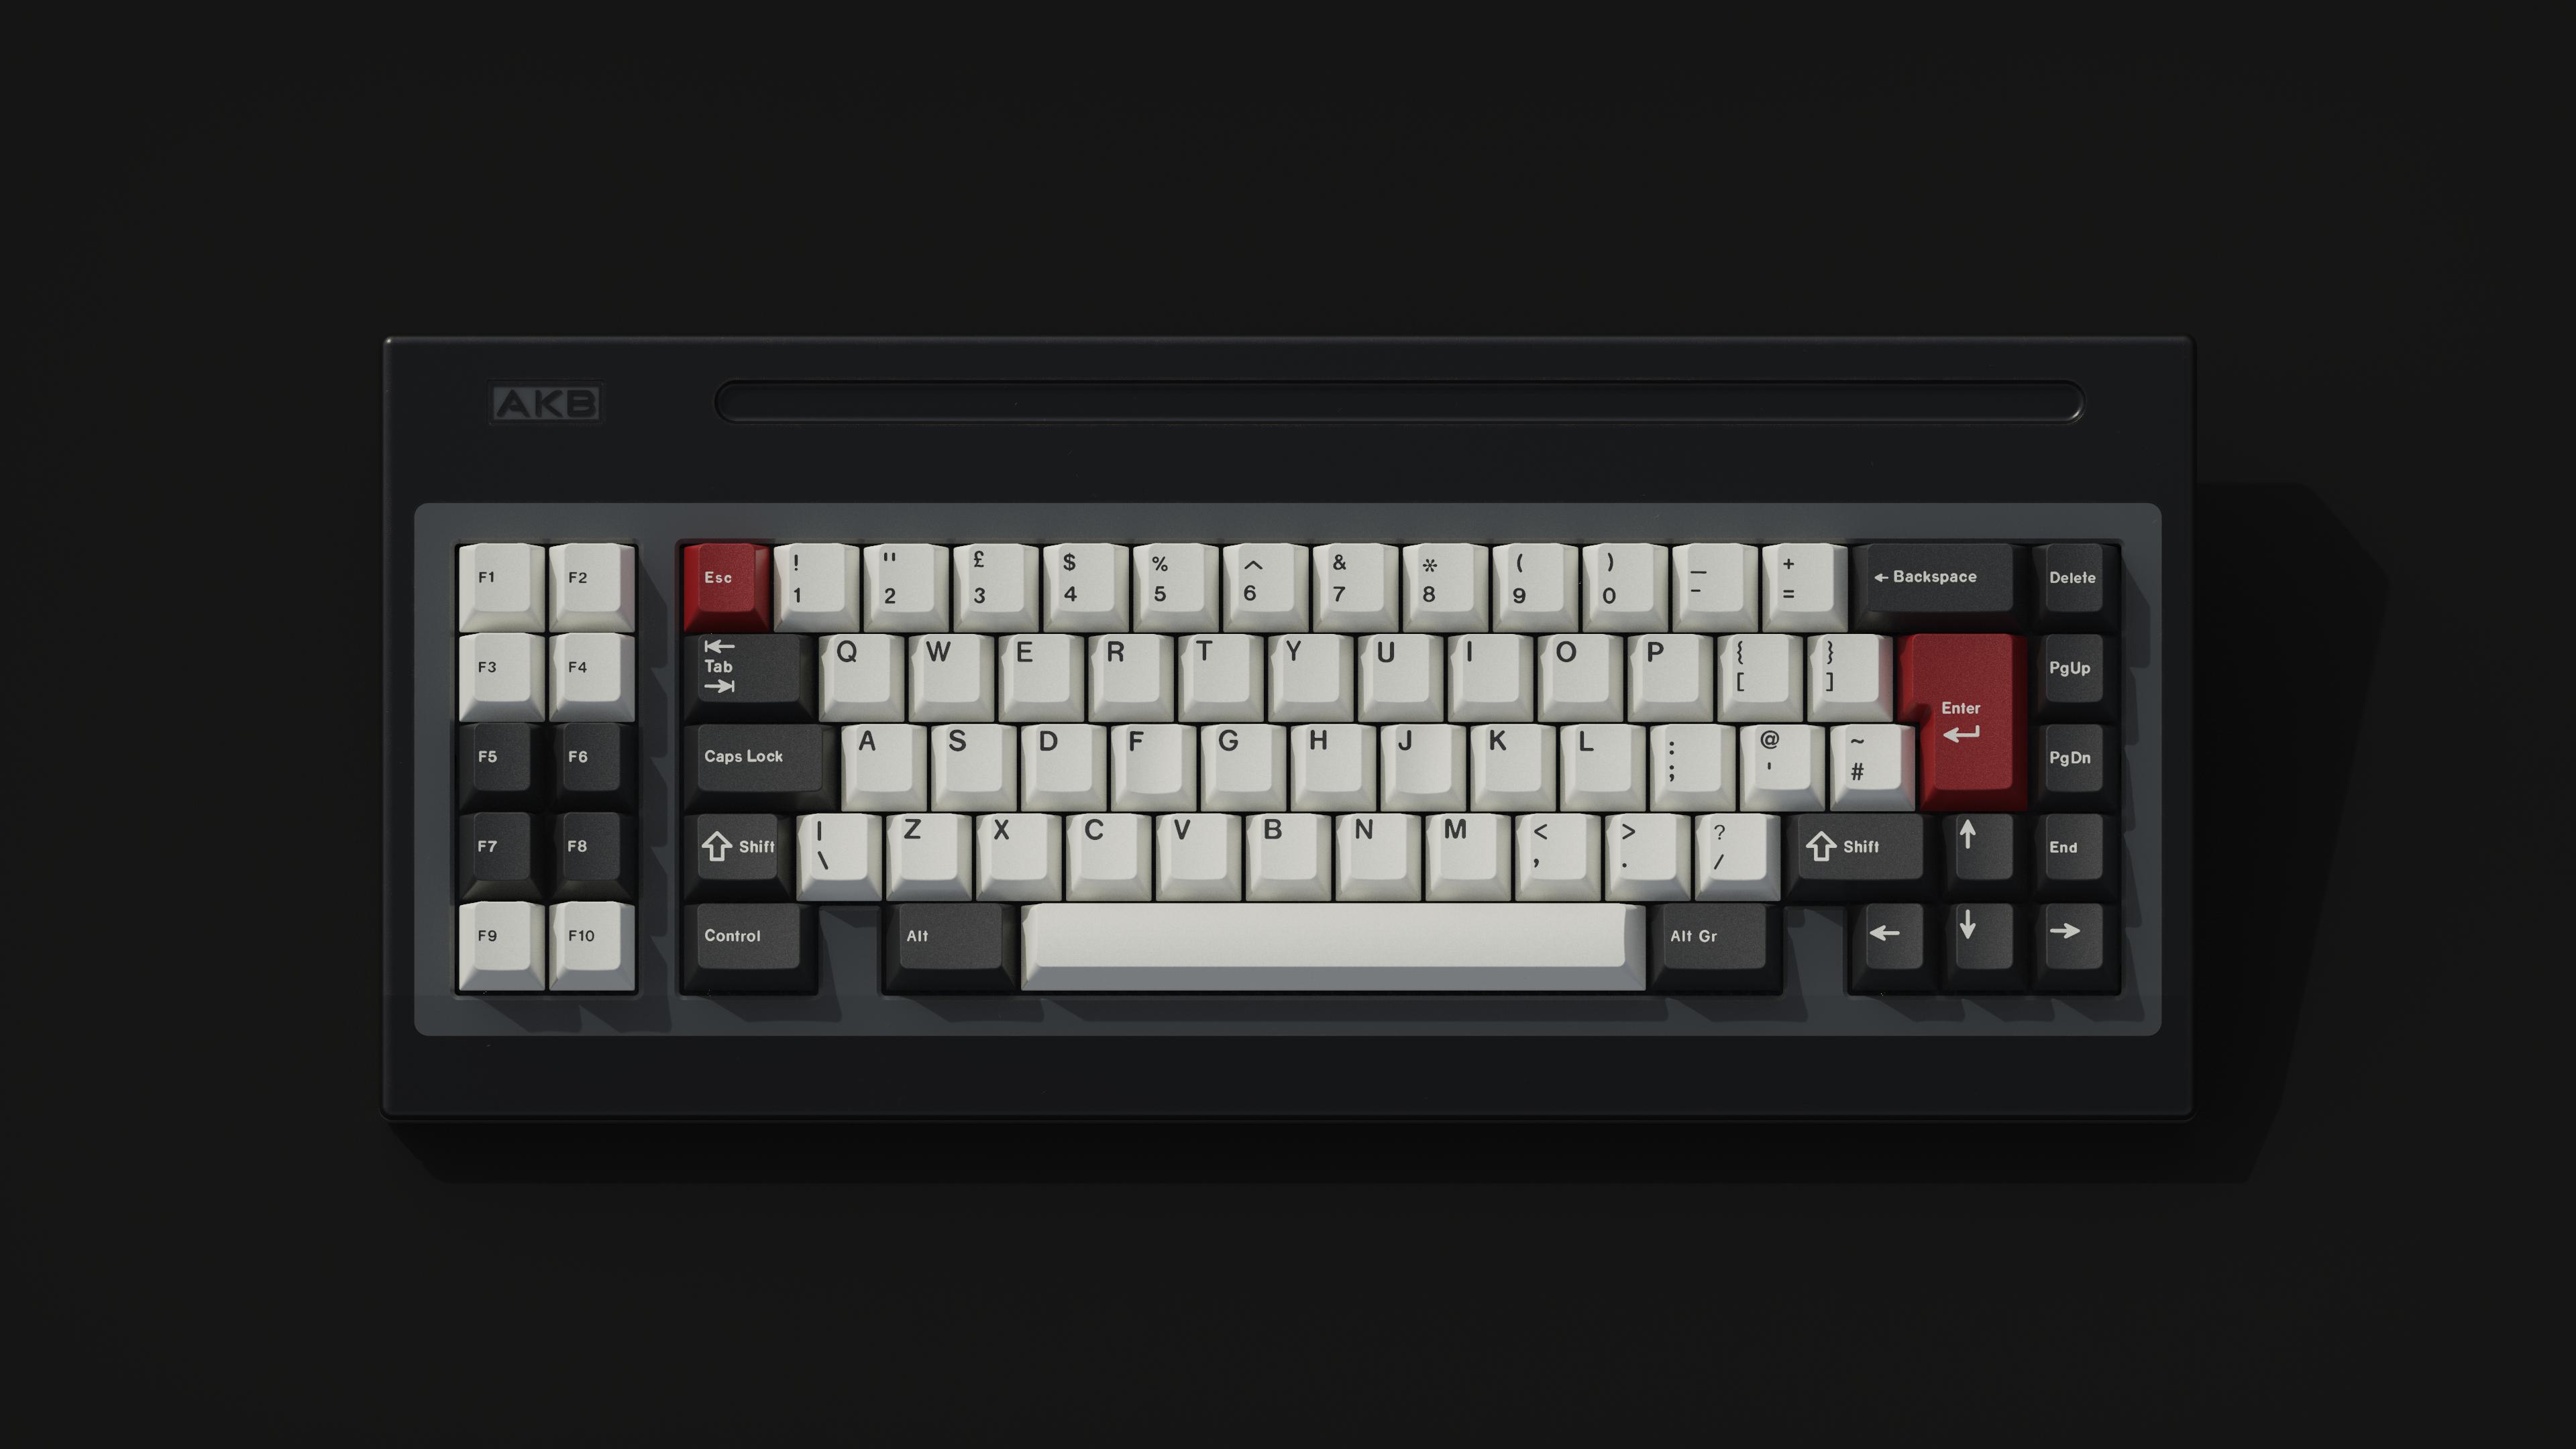 AKB
F1 F2 Esc ! " £ $ % ^ & * ( ) _ + ← Backspace Delete
1 2 3 4 5 6 7 8 9 0 - =
F3 F4 ⇤ Tab ⇥ Q W E R T Y U I O P { } Enter ↵ PgUp
[ ]
F5 F6 Caps Lock A S D F G H J K L : @ ~ PgDn
; ' #
F7 F8 ⇧ Shift | Z X C V B N M < > ? ⇧ Shift ↑ End
\ , . /
F9 F10 Control Alt Alt Gr ← ↓ →